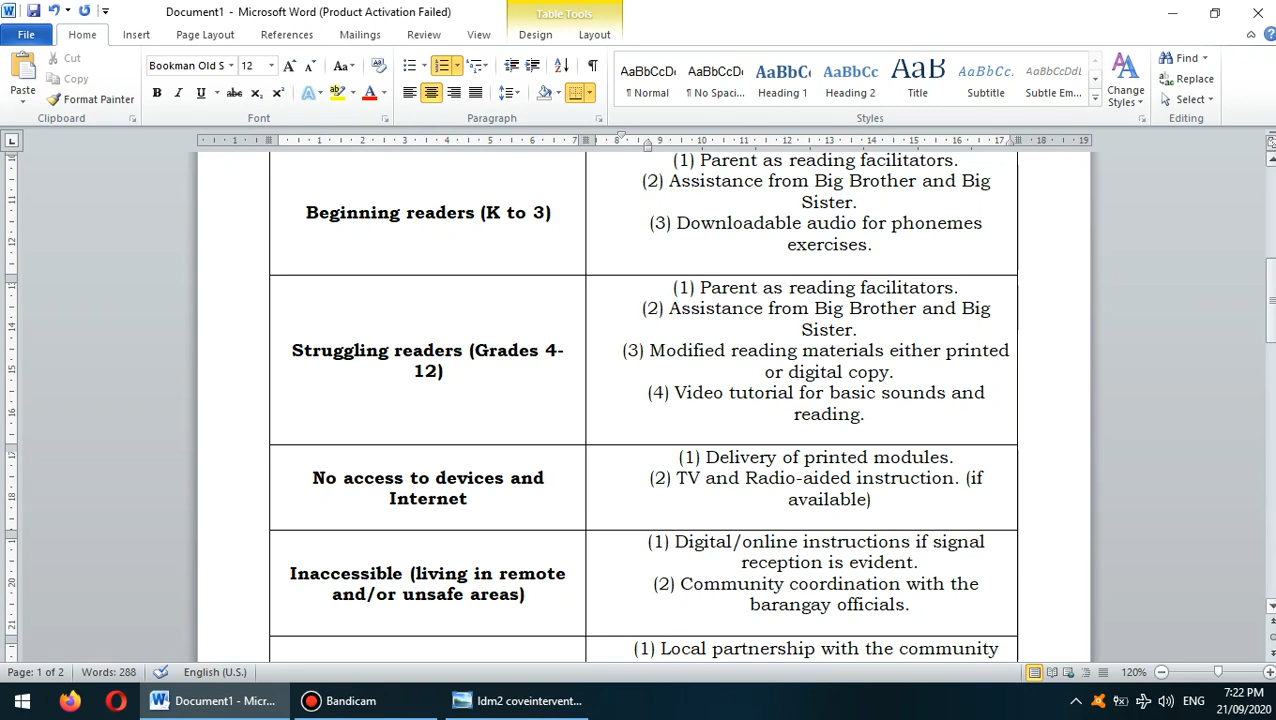 Document1 - Microsoft Word (Product Activation Failed)
Table Tools
File
Home
Insert
Page Layout
References
Mailings
Review
View
Design
Layout
Paste
Cut
Copy
Format Painter
Clipboard
Bookman Old S
12
Font
Paragraph
AaBbCcDc
¶ Normal
AaBbCcDc
¶ No Spaci...
AaBbCc
Heading 1
AaBbCc
Heading 2
AaB
Title
AaBbCc.
Subtitle
AaBbCcDdl
Subtle Em...
Change
Styles
Styles
Find
Replace
Select
Editing
Beginning readers (K to 3)
(1) Parent as reading facilitators.
(2) Assistance from Big Brother and Big
Sister.
(3) Downloadable audio for phonemes
exercises.
Struggling readers (Grades 4-
12)
(1) Parent as reading facilitators.
(2) Assistance from Big Brother and Big
Sister.
(3) Modified reading materials either printed
or digital copy.
(4) Video tutorial for basic sounds and
reading.
No access to devices and
Internet
(1) Delivery of printed modules.
(2) TV and Radio-aided instruction. (if
available)
Inaccessible (living in remote
and/or unsafe areas)
(1) Digital/online instructions if signal
reception is evident.
(2) Community coordination with the
barangay officials.
(1) Local partnership with the community
Page: 1 of 2
Words: 288
English (U.S.)
120%
Document1 - Micr...
Bandicam
ldm2 coveintervent...
ENG
7:22 PM
21/09/2020